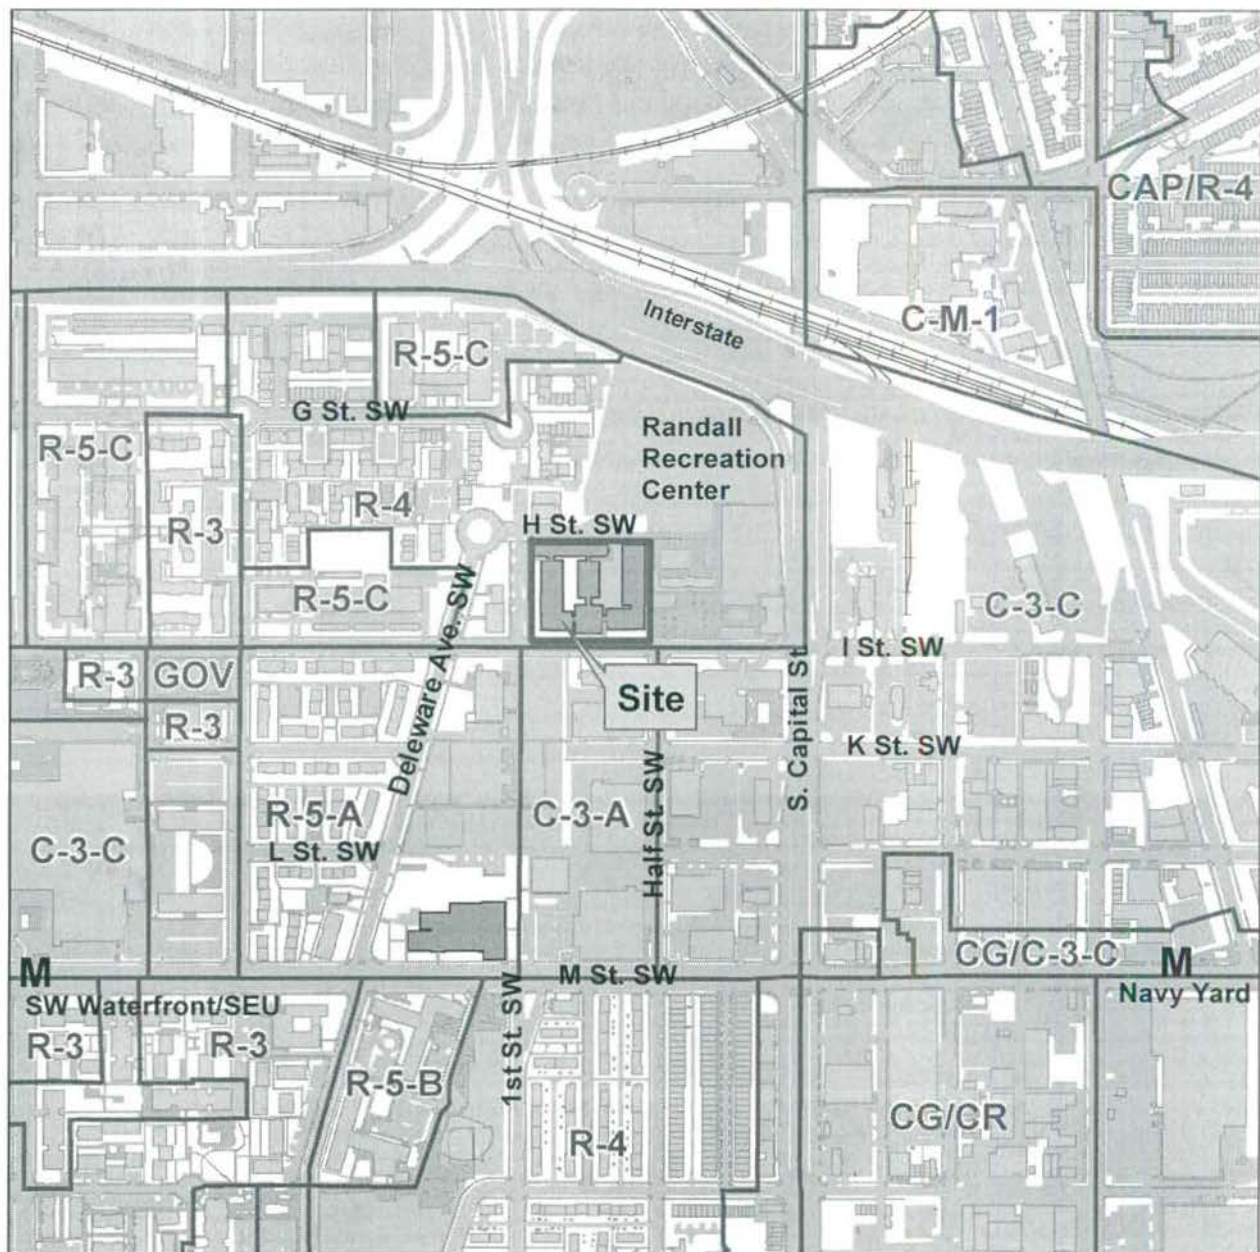 CAP/R-4
C-M-1
Interstate
R-5-C
G St. SW
Randall
Recreation
Center
R-5-C
R-4
R-3
H St. SW
R-5-C
Deleware Ave. SW
C-3-C
I St. SW
R-3
GOV
Site
R-3
S. Capital St.
K St. SW
Half St. SW
R-5-A
C-3-A
L St. SW
C-3-C
CG/C-3-C
M
M
M St. SW
Navy Yard
SW Waterfront/SEU
R-3
R-3
R-5-B
1st St. SW
R-4
CG/CR